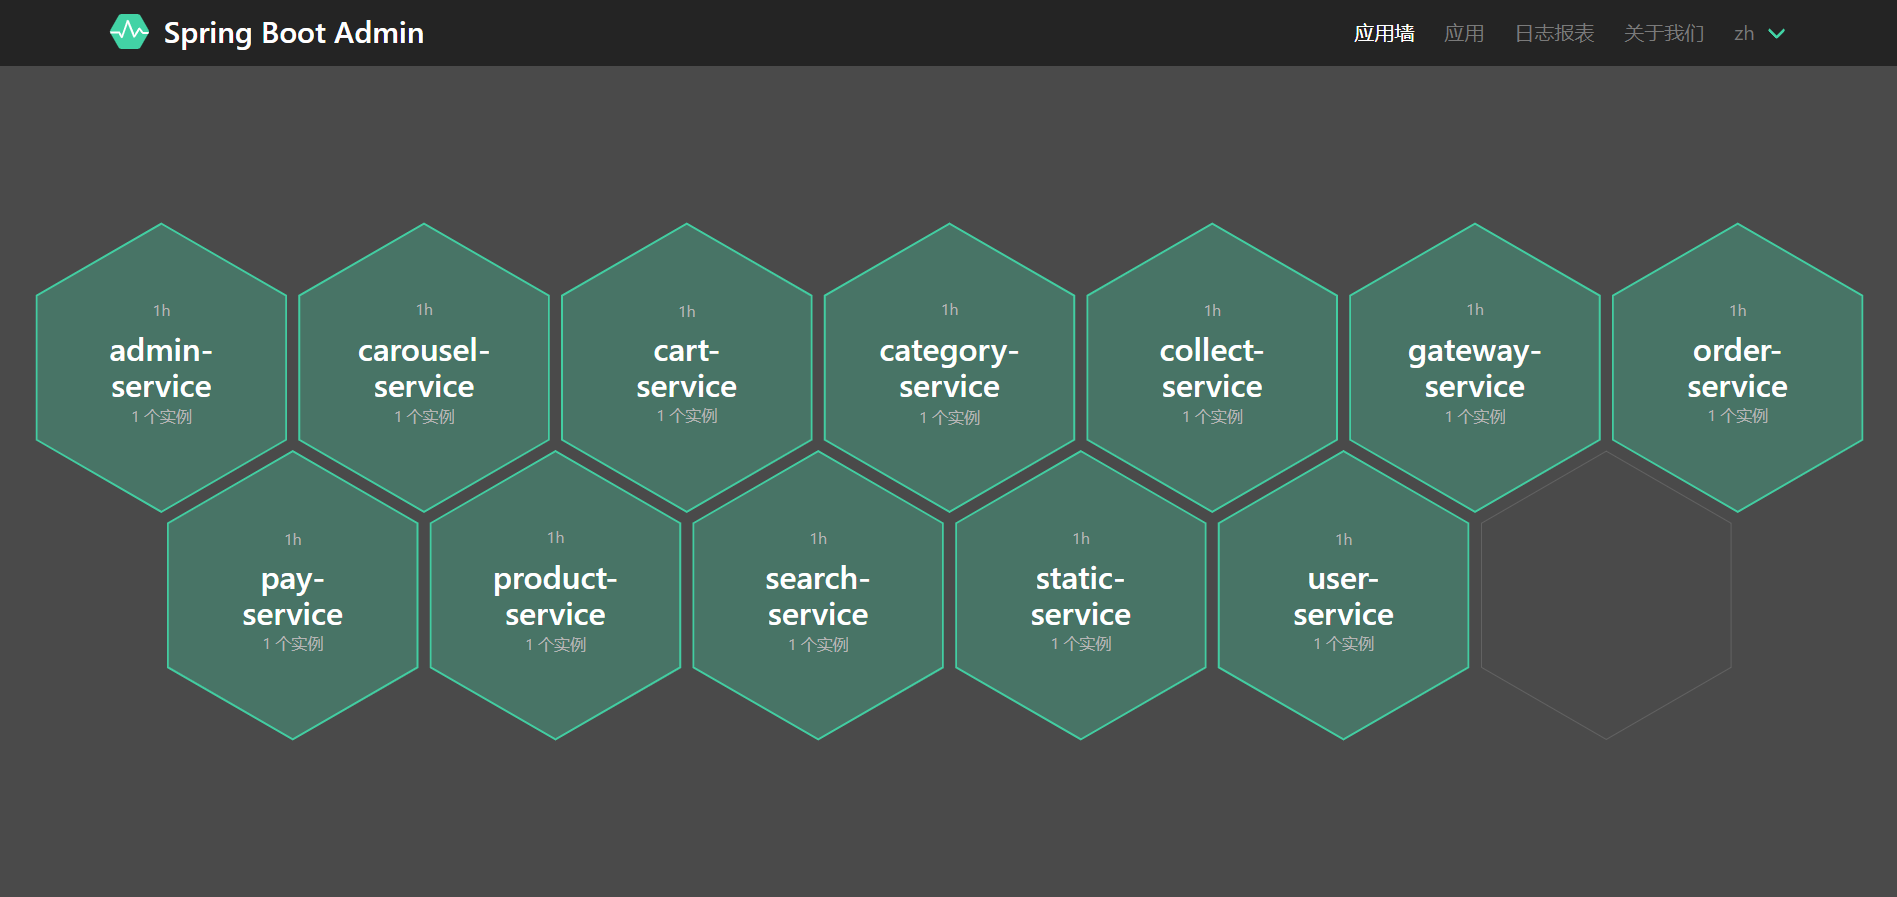 Spring Boot Admin
应用墙 应用 日志报表 关于我们 zh
1h
admin-
service
1 个实例
1h
carousel-
service
1 个实例
1h
cart-
service
1 个实例
1h
category-
service
1 个实例
1h
collect-
service
1 个实例
1h
gateway-
service
1 个实例
1h
order-
service
1 个实例
1h
pay-
service
1 个实例
1h
product-
service
1 个实例
1h
search-
service
1 个实例
1h
static-
service
1 个实例
1h
user-
service
1 个实例